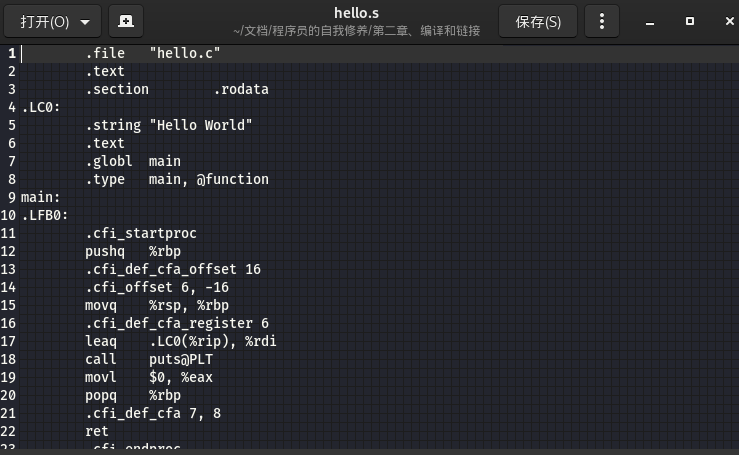 打开(O)
hello.s
~/文档/程序员的自我修养/第二章、编译和链接
保存(S)
1 .file "hello.c"
2 .text
3 .section .rodata
4 .LC0:
5 .string "Hello World"
6 .text
7 .globl main
8 .type main, @function
9 main:
10 .LFB0:
11 .cfi_startproc
12 pushq %rbp
13 .cfi_def_cfa_offset 16
14 .cfi_offset 6, -16
15 movq %rsp, %rbp
16 .cfi_def_cfa_register 6
17 leaq .LC0(%rip), %rdi
18 call puts@PLT
19 movl $0, %eax
20 popq %rbp
21 .cfi_def_cfa 7, 8
22 ret
23 .cfi_endproc